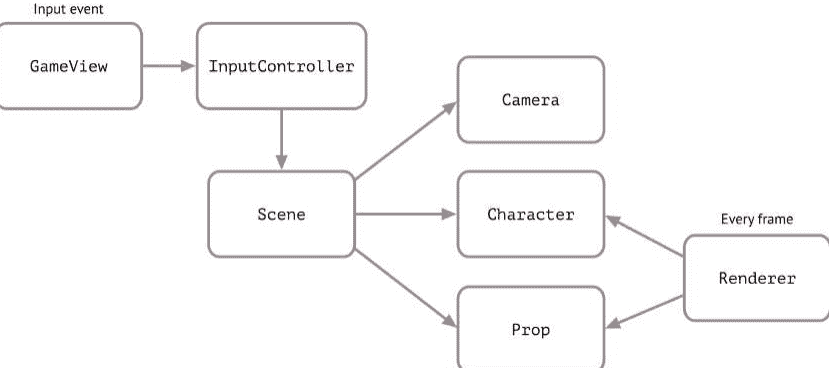 Input event
GameView
InputController
Camera
Scene
Character
Every frame
Renderer
Prop